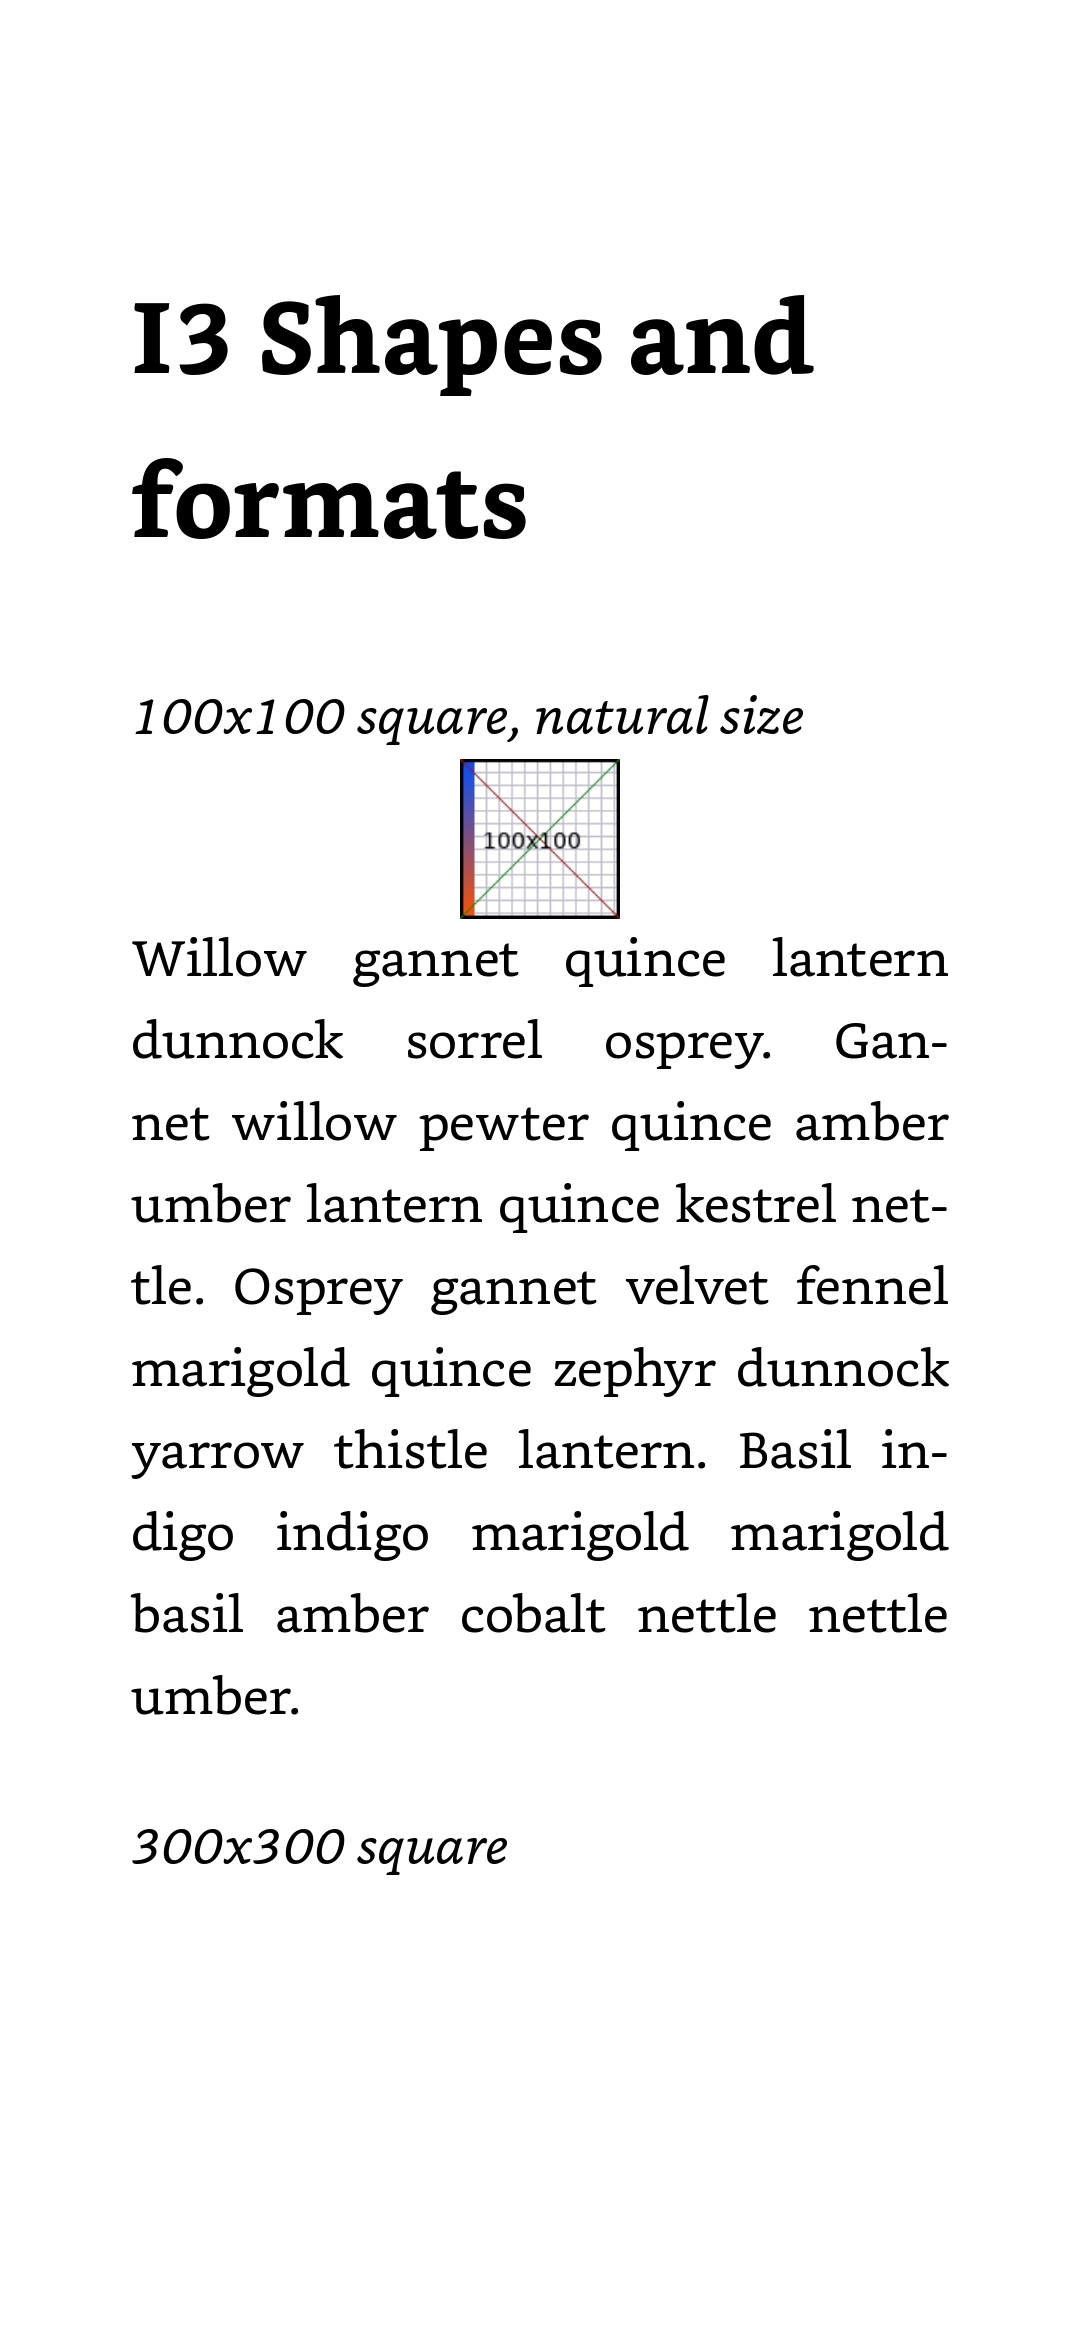 I3 Shapes and
formats
100x100 square, natural size
100x100
Willow gannet quince lantern
dunnock sorrel osprey. Gan-
net willow pewter quince amber
umber lantern quince kestrel net-
tle. Osprey gannet velvet fennel
marigold quince zephyr dunnock
yarrow thistle lantern. Basil in-
digo indigo marigold marigold
basil amber cobalt nettle nettle
umber.
300x300 square